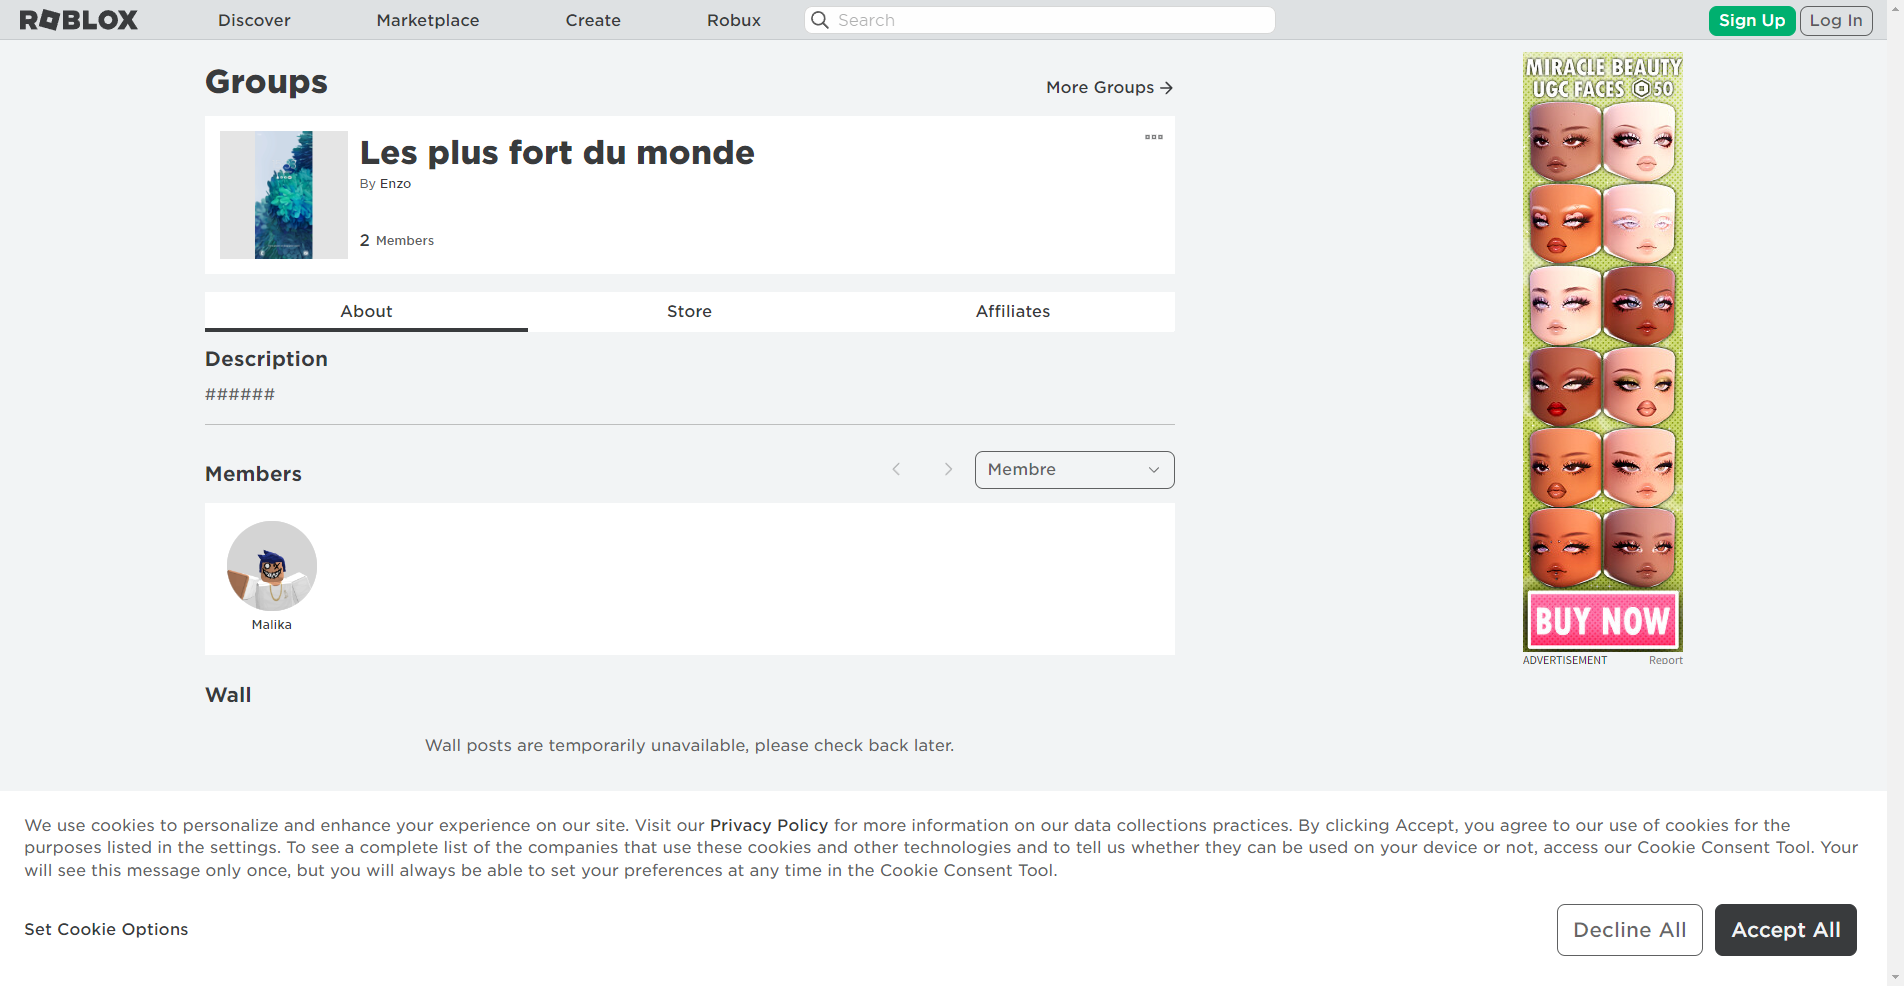 ROBLOX
Discover
Marketplace
Create
Robux
Search
Sign Up
Log In
Groups
More Groups →
Les plus fort du monde
By Enzo
2 Members
About
Store
Affiliates
Description
######
Members
Membre
Malika
Wall
Wall posts are temporarily unavailable, please check back later.
MIRACLE BEAUTY
UGC FACES 50
BUY NOW
ADVERTISEMENT
Report
We use cookies to personalize and enhance your experience on our site. Visit our Privacy Policy for more information on our data collections practices. By clicking Accept, you agree to our use of cookies for the
purposes listed in the settings. To see a complete list of the companies that use these cookies and other technologies and to tell us whether they can be used on your device or not, access our Cookie Consent Tool. Your
will see this message only once, but you will always be able to set your preferences at any time in the Cookie Consent Tool.
Set Cookie Options
Decline All
Accept All